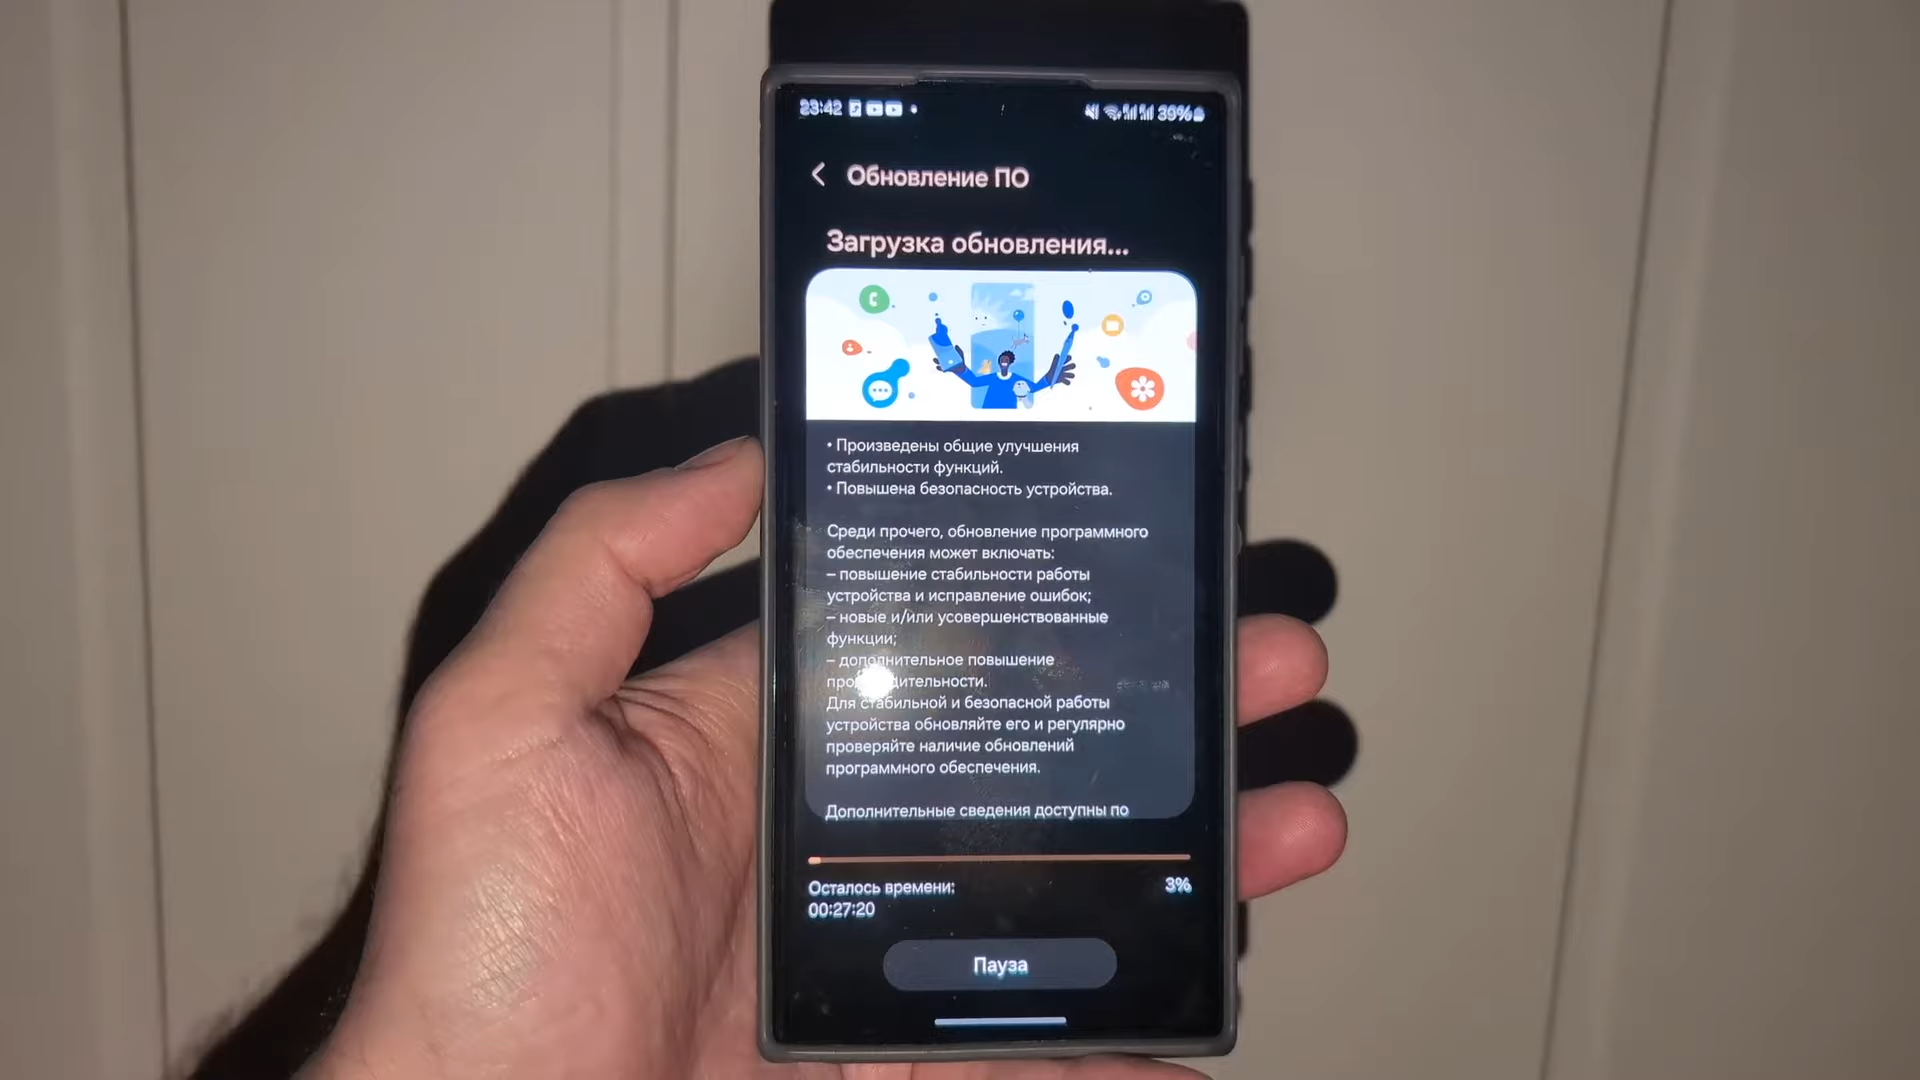 23:42
39%
Обновление ПО
Загрузка обновления...
• Произведены общие улучшения
стабильности функций.
• Повышена безопасность устройства.
Среди прочего, обновление программного
обеспечения может включать:
– повышение стабильности работы
устройства и исправление ошибок;
– новые и/или усовершенствованные
функции;
– дополнительное повышение
производительности.
Для стабильной и безопасной работы
устройства обновляйте его и регулярно
проверяйте наличие обновлений
программного обеспечения.
Дополнительные сведения доступны по
Осталось времени:
3%
00:27:20
Пауза